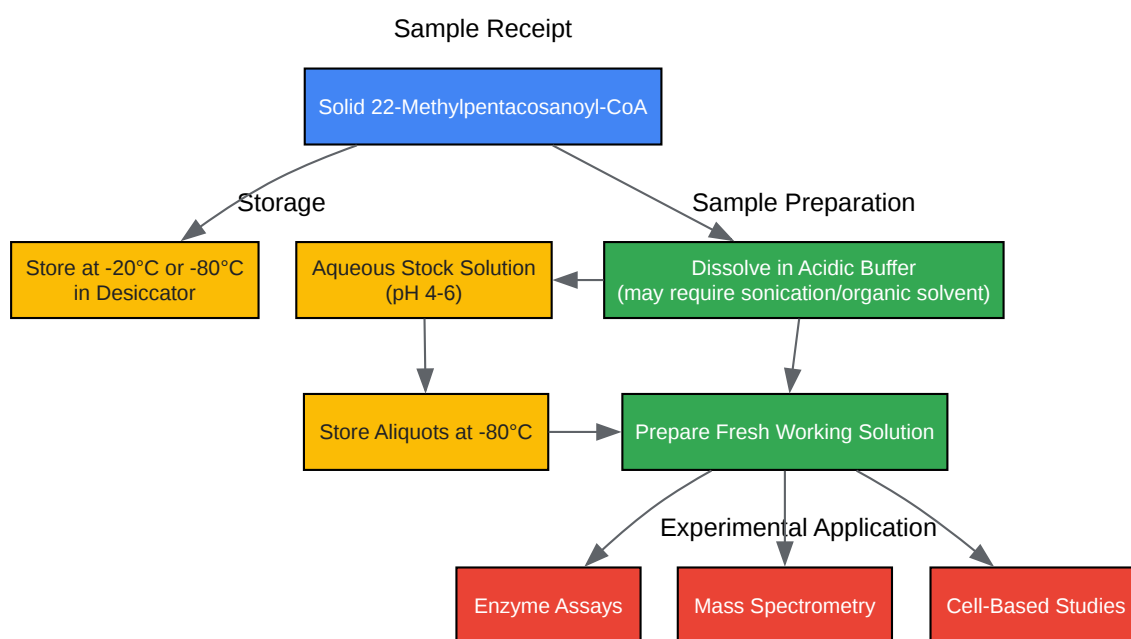 Sample Receipt
Solid 22-Methylpentacosanoyl-CoA
Storage
Sample Preparation
Store at -20°C or -80°C
in Desiccator
Aqueous Stock Solution
(pH 4-6)
Dissolve in Acidic Buffer
(may require sonication/organic solvent)
Store Aliquots at -80°C
Prepare Fresh Working Solution
Experimental Application
Enzyme Assays
Mass Spectrometry
Cell-Based Studies